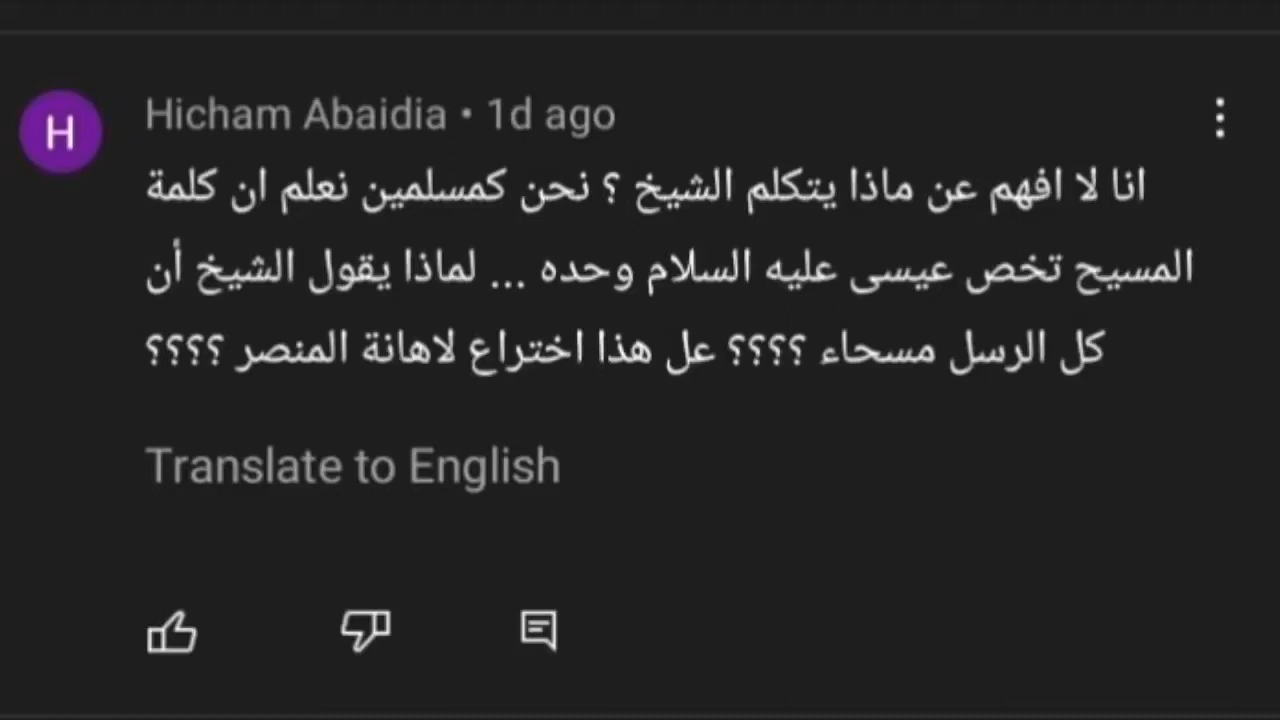 H
Hicham Abaidia • 1d ago
انا لا افهم عن ماذا يتكلم الشيخ ؟ نحن كمسلمين نعلم ان كلمة
المسيح تخص عيسى عليه السلام وحده ... لماذا يقول الشيخ أن
كل الرسل مسحاء ؟؟؟؟ عل هذا اختراع لاهانة المنصر ؟؟؟؟
Translate to English